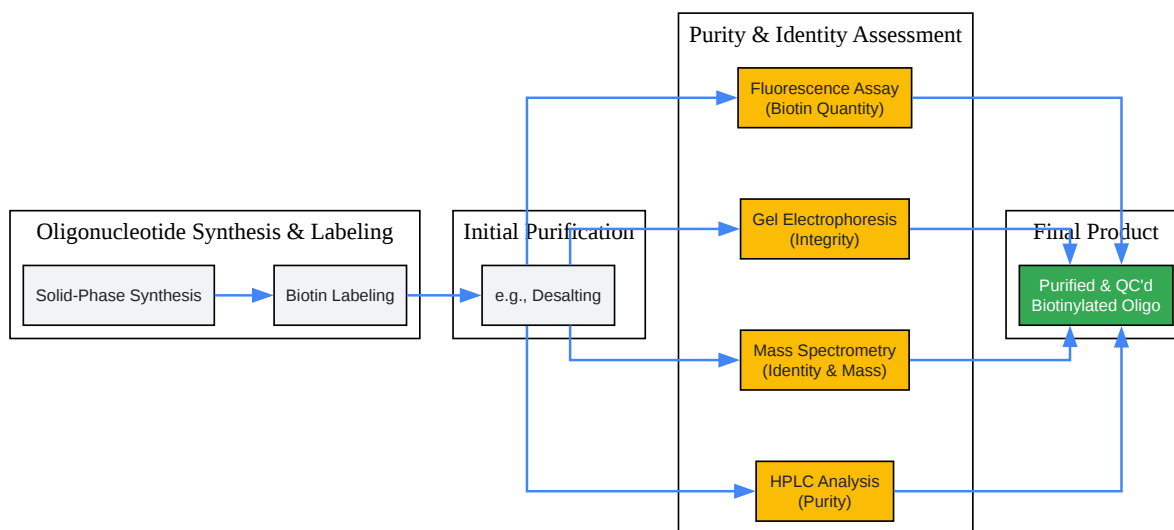 Oligonucleotide Synthesis & Labeling
Solid-Phase Synthesis
Biotin Labeling
Initial Purification
e.g., Desalting
Purity & Identity Assessment
Fluorescence Assay
(Biotin Quantity)
Gel Electrophoresis
(Integrity)
Mass Spectrometry
(Identity & Mass)
HPLC Analysis
(Purity)
Final Product
Purified & QC'd
Biotinylated Oligo